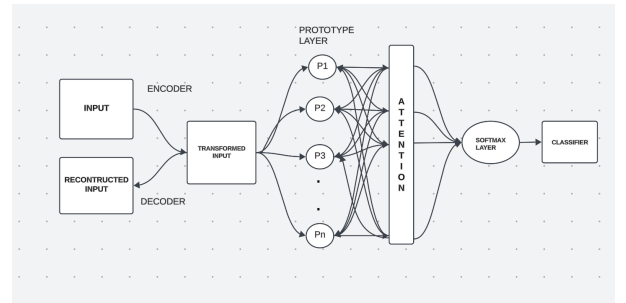 PROTOTYPE
LAYER
ENCODER
INPUT
RECONTRUCTED
INPUT
DECODER
TRANSFORMED
INPUT
P1
P2
P3
Pn
ATTENTION
SOFTMAX
LAYER
CLASSIFIER